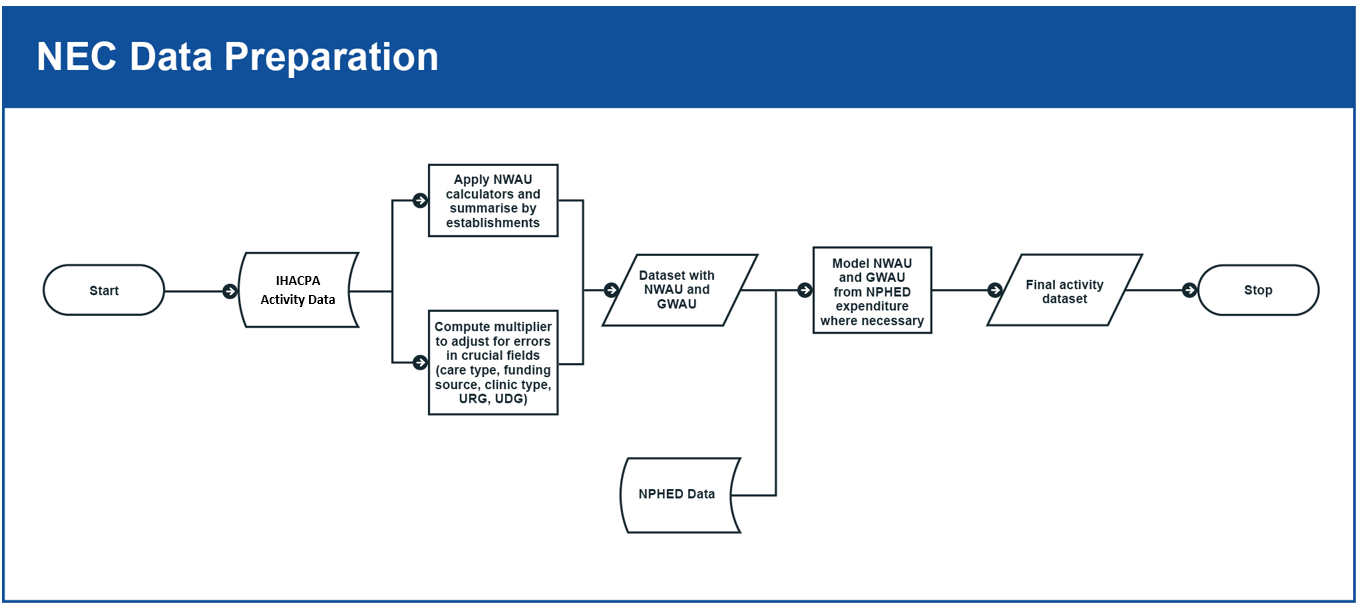 NEC Data Preparation
Start
IHACPA
Activity Data
Apply NWAU
calculators and
summarise by
establishments
Compute multiplier
to adjust for errors
in crucial fields
(care type, funding
source, clinic type,
URG, UDG)
Dataset with
NWAU and
GWAU
NPHED Data
Model NWAU
and GWAU
from NPHED
expenditure
where necessary
Final activity
dataset
Stop